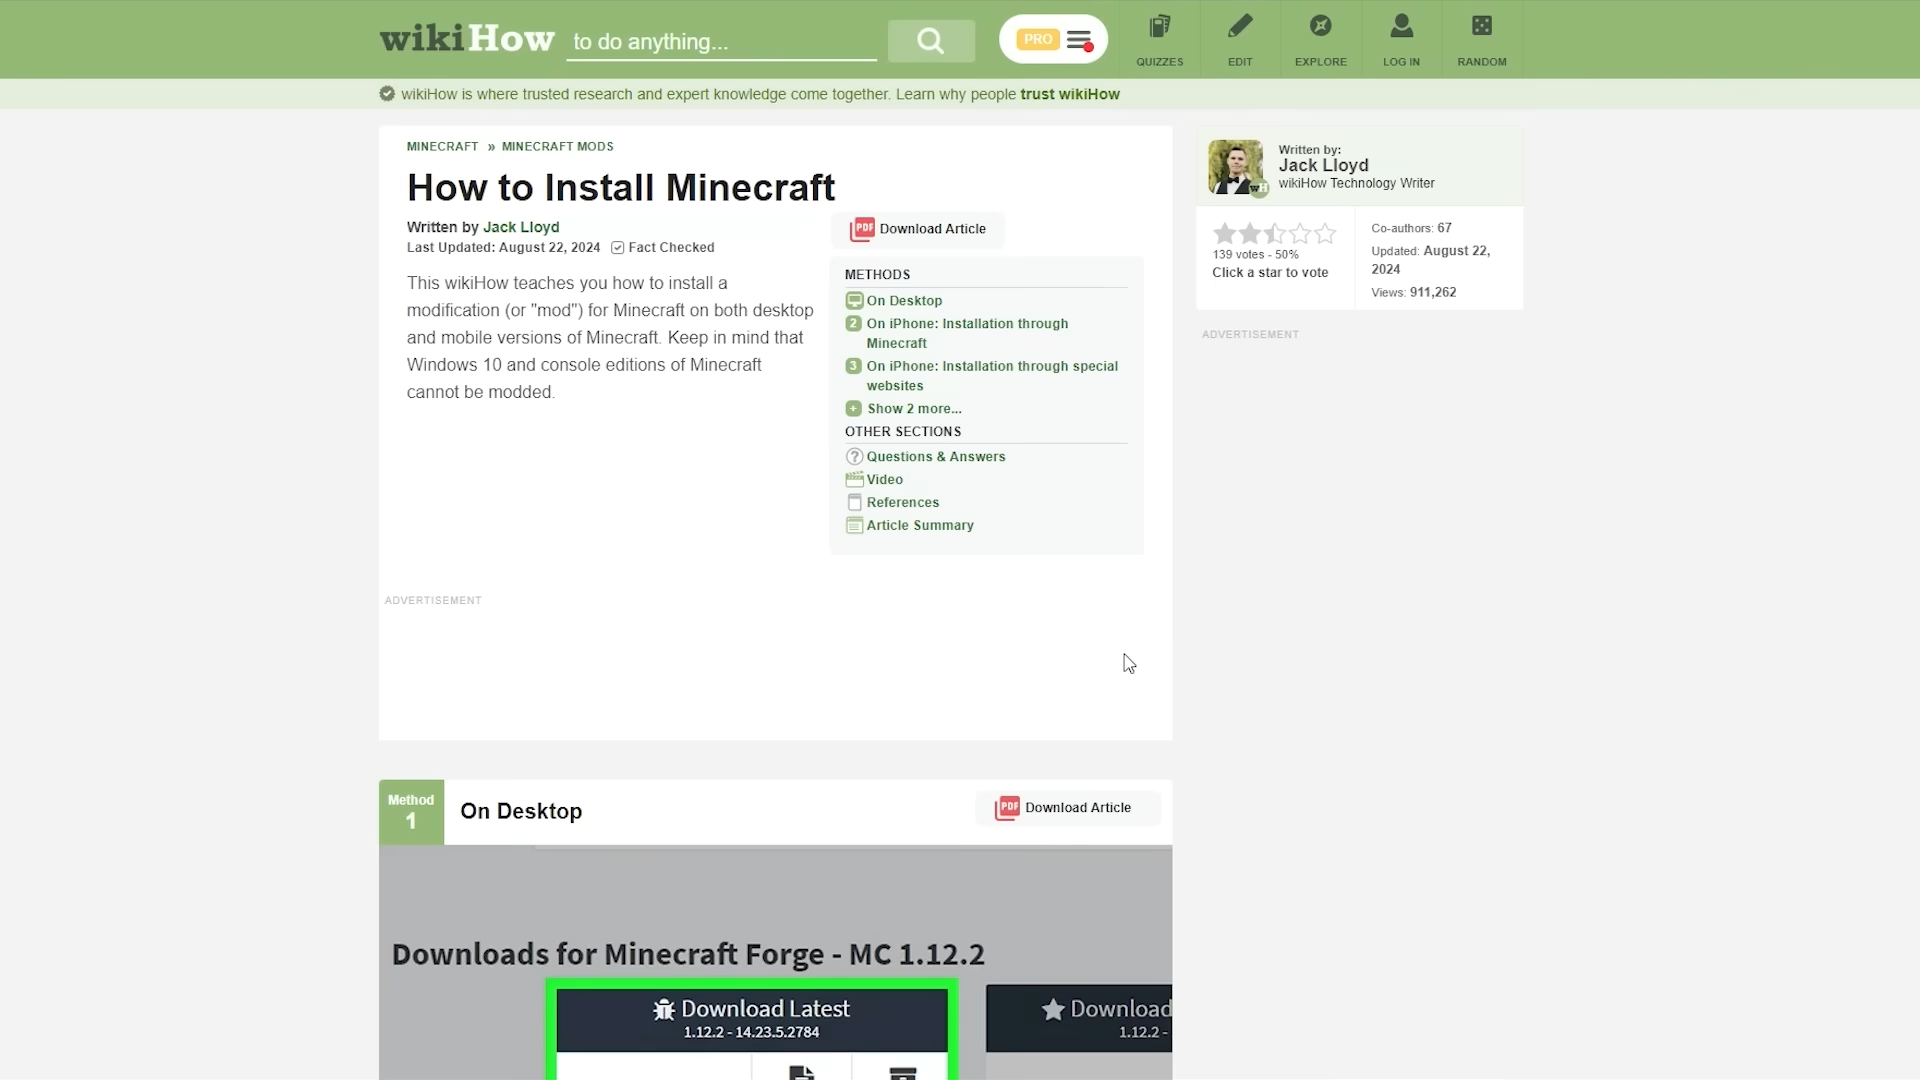 wikiHow to do anything...
PRO
QUIZZES
EDIT
EXPLORE
LOG IN
RANDOM
wikiHow is where trusted research and expert knowledge come together. Learn why people trust wikiHow
MINECRAFT » MINECRAFT MODS
How to Install Minecraft
Written by Jack Lloyd
Last Updated: August 22, 2024 Fact Checked
This wikiHow teaches you how to install a
modification (or "mod") for Minecraft on both desktop
and mobile versions of Minecraft. Keep in mind that
Windows 10 and console editions of Minecraft
cannot be modded.
PDF Download Article
METHODS
On Desktop
2 On iPhone: Installation through
Minecraft
3 On iPhone: Installation through special
websites
+ Show 2 more...
OTHER SECTIONS
? Questions & Answers
Video
References
Article Summary
ADVERTISEMENT
wH
Written by:
Jack Lloyd
wikiHow Technology Writer
139 votes - 50%
Click a star to vote
Co-authors: 67
Updated: August 22,
2024
Views: 911,262
ADVERTISEMENT
Method
1
On Desktop
PDF Download Article
Downloads for Minecraft Forge - MC 1.12.2
Download Latest
1.12.2 - 14.23.5.2784
Download
1.12.2 -